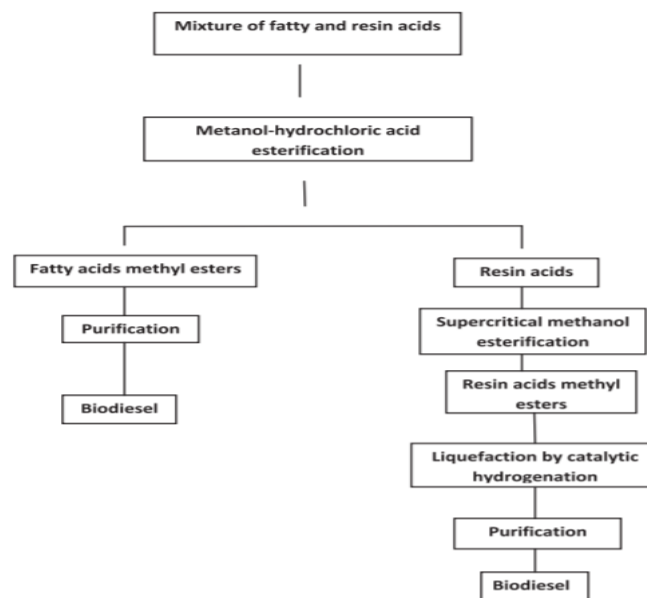 Mixture of fatty and resin acids
Metanol-hydrochloric acid
esterification
Fatty acids methyl esters
Purification
Biodiesel
Resin acids
Supercritical methanol
esterification
Resin acids methyl
esters
Liquefaction by catalytic
hydrogenation
Purification
Biodiesel